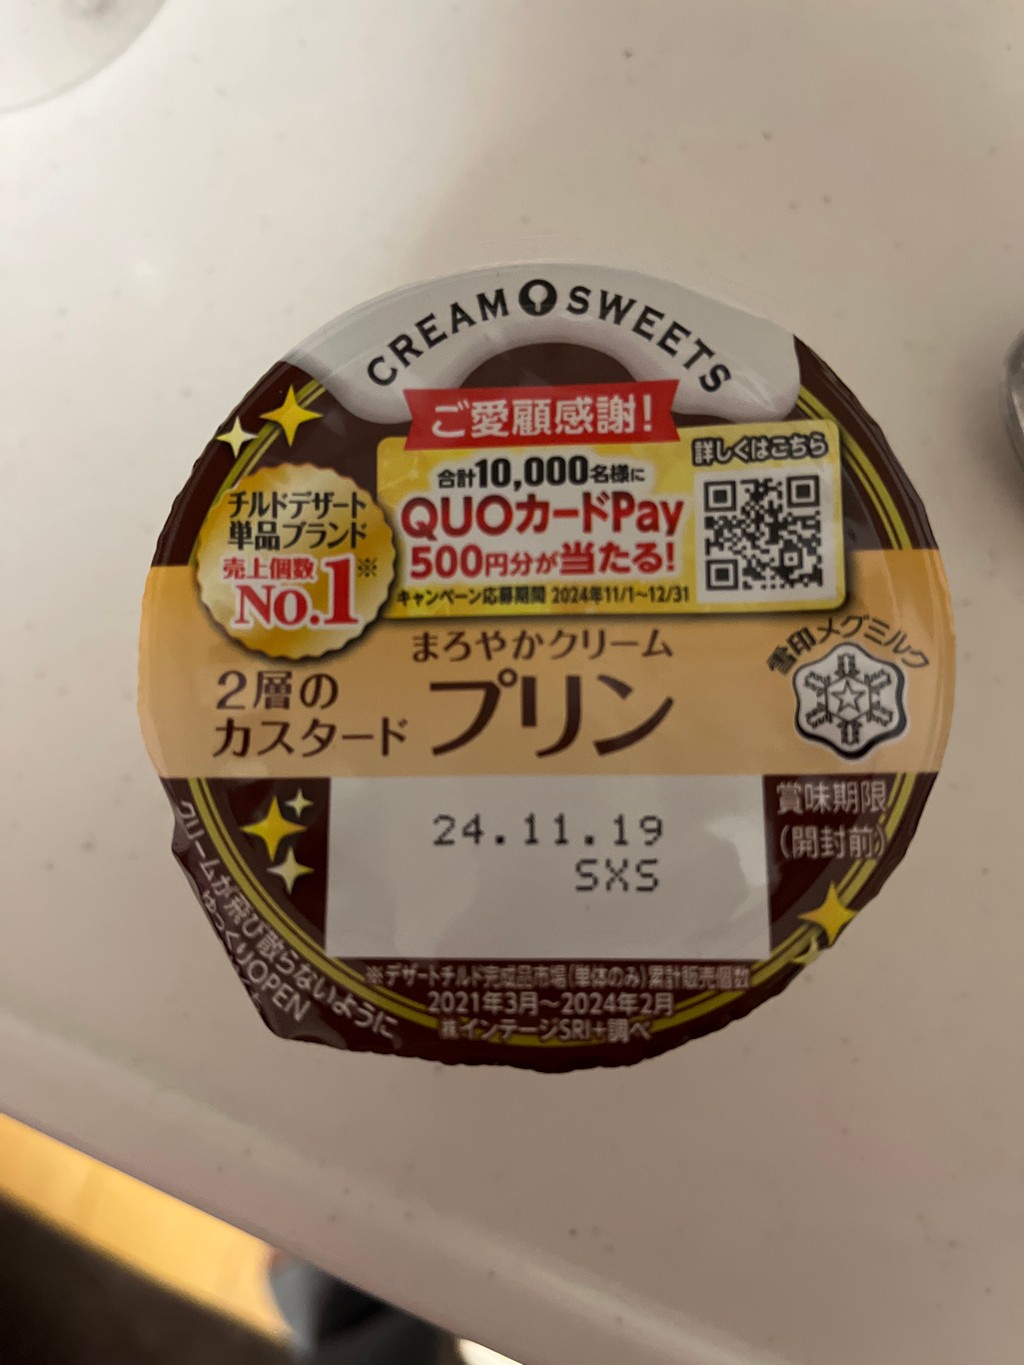 CREAM SWEETS
ご愛顧感謝!
詳しくはこちら
合計10,000名様に
QUOカードPay
500円分が当たる!
キャンペーン応募期間 2024年11/1~12/31
チルドデザート
単品ブランド
売上個数※
No.1
まろやかクリーム
2層の
カスタード
プリン
雪印メグミルク
賞味期限
(開封前)
24.11.19
SXS
クリームが飛び散らないように
ゆっくりOPEN
※デザートチルド完成品市場(単体のみ)累計販売個数
2021年3月~2024年2月
㈱インテージSRI+調べ